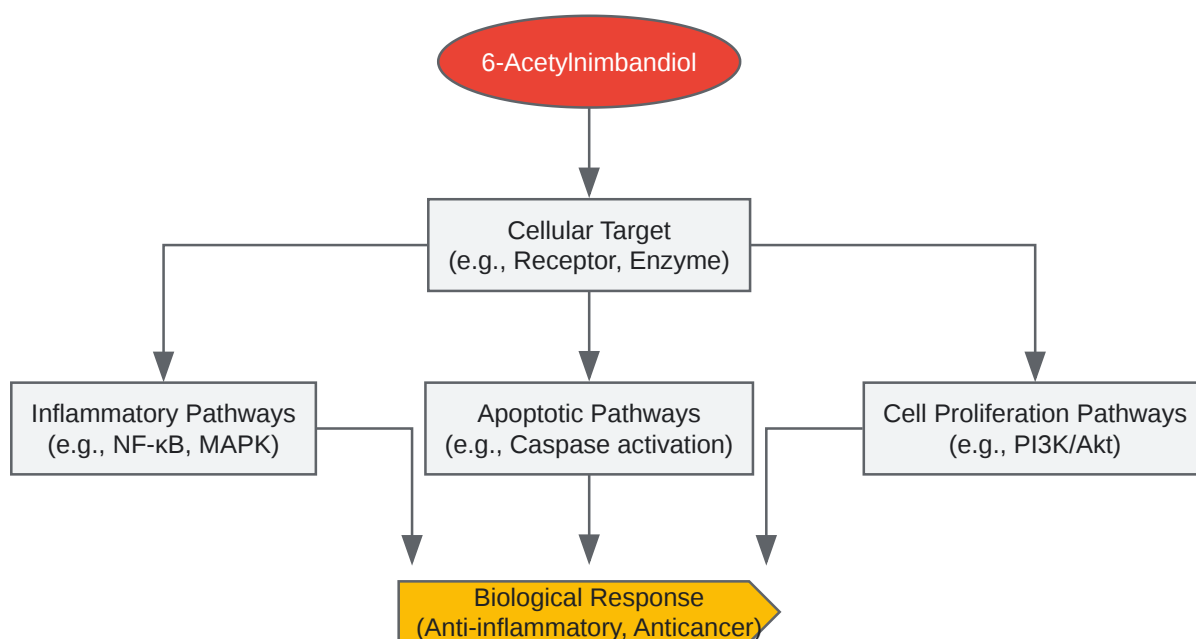 6-Acetylnimbandiol
Cellular Target
(e.g., Receptor, Enzyme)
Inflammatory Pathways
(e.g., NF-κB, MAPK)
Apoptotic Pathways
(e.g., Caspase activation)
Cell Proliferation Pathways
(e.g., PI3K/Akt)
Biological Response
(Anti-inflammatory, Anticancer)